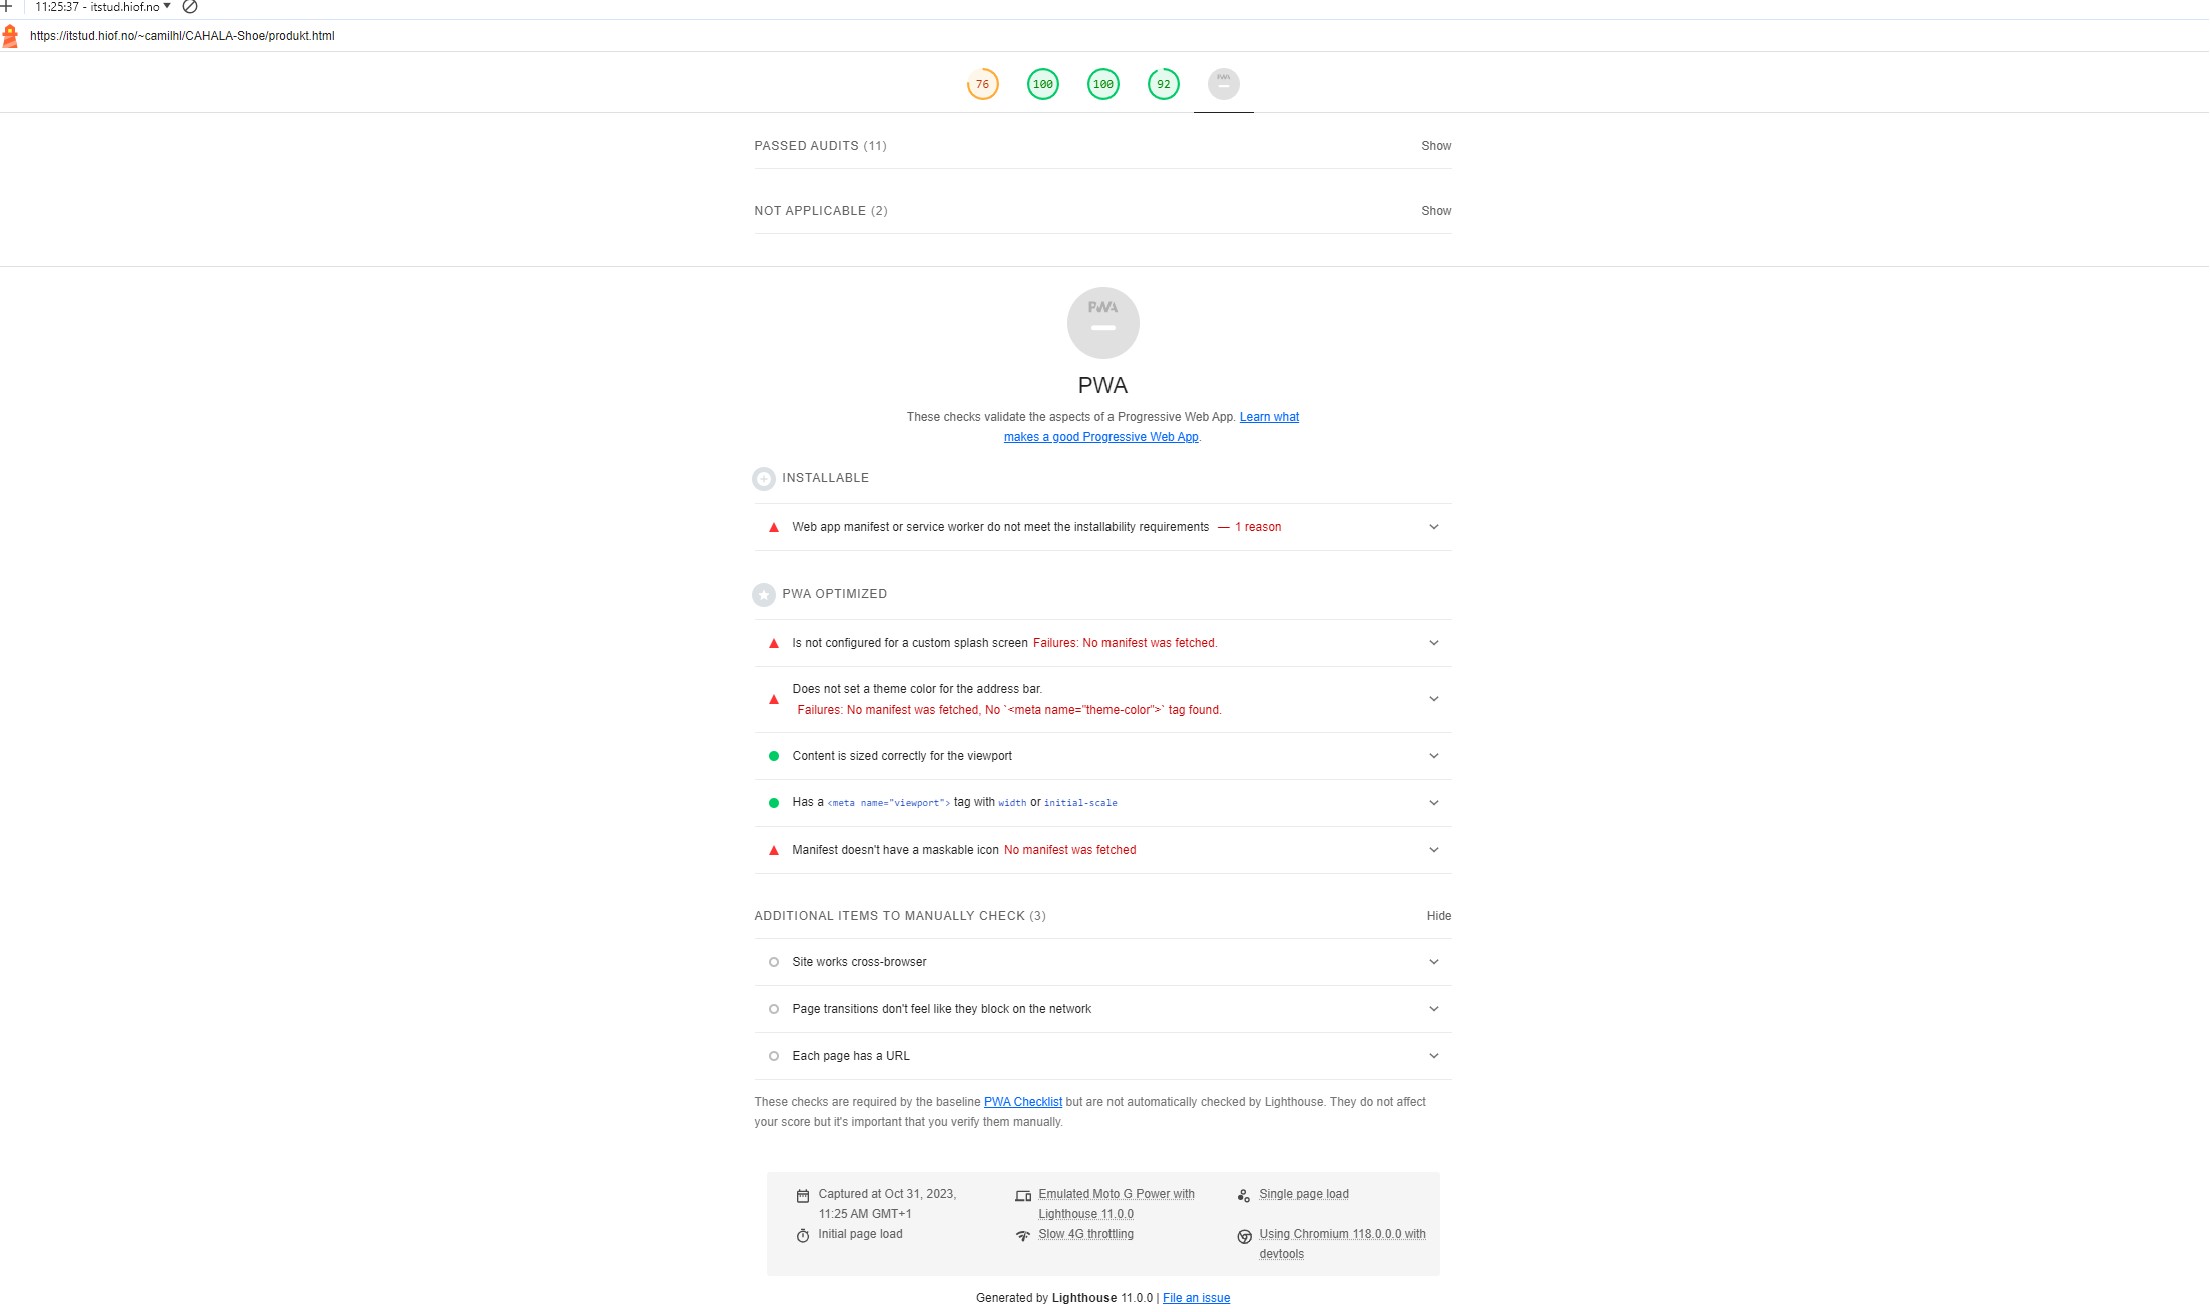 11:25:37 - itstud.hiof.no
https://itstud.hiof.no/~camilhl/CAHALA-Shoe/produkt.html
76 100 100 92 PWA
PASSED AUDITS (11) Show
NOT APPLICABLE (2) Show
PWA
PWA
These checks validate the aspects of a Progressive Web App. Learn what
makes a good Progressive Web App.
INSTALLABLE
Web app manifest or service worker do not meet the installability requirements — 1 reason
PWA OPTIMIZED
Is not configured for a custom splash screen Failures: No manifest was fetched.
Does not set a theme color for the address bar.
Failures: No manifest was fetched, No `<meta name="theme-color">` tag found.
Content is sized correctly for the viewport
Has a <meta name="viewport"> tag with width or initial-scale
Manifest doesn't have a maskable icon No manifest was fetched
ADDITIONAL ITEMS TO MANUALLY CHECK (3) Hide
Site works cross-browser
Page transitions don't feel like they block on the network
Each page has a URL
These checks are required by the baseline PWA Checklist but are not automatically checked by Lighthouse. They do not affect
your score but it's important that you verify them manually.
Captured at Oct 31, 2023,
11:25 AM GMT+1
Emulated Moto G Power with
Lighthouse 11.0.0
Single page load
Initial page load
Slow 4G throttling
Using Chromium 118.0.0.0 with
devtools
Generated by Lighthouse 11.0.0 | File an issue